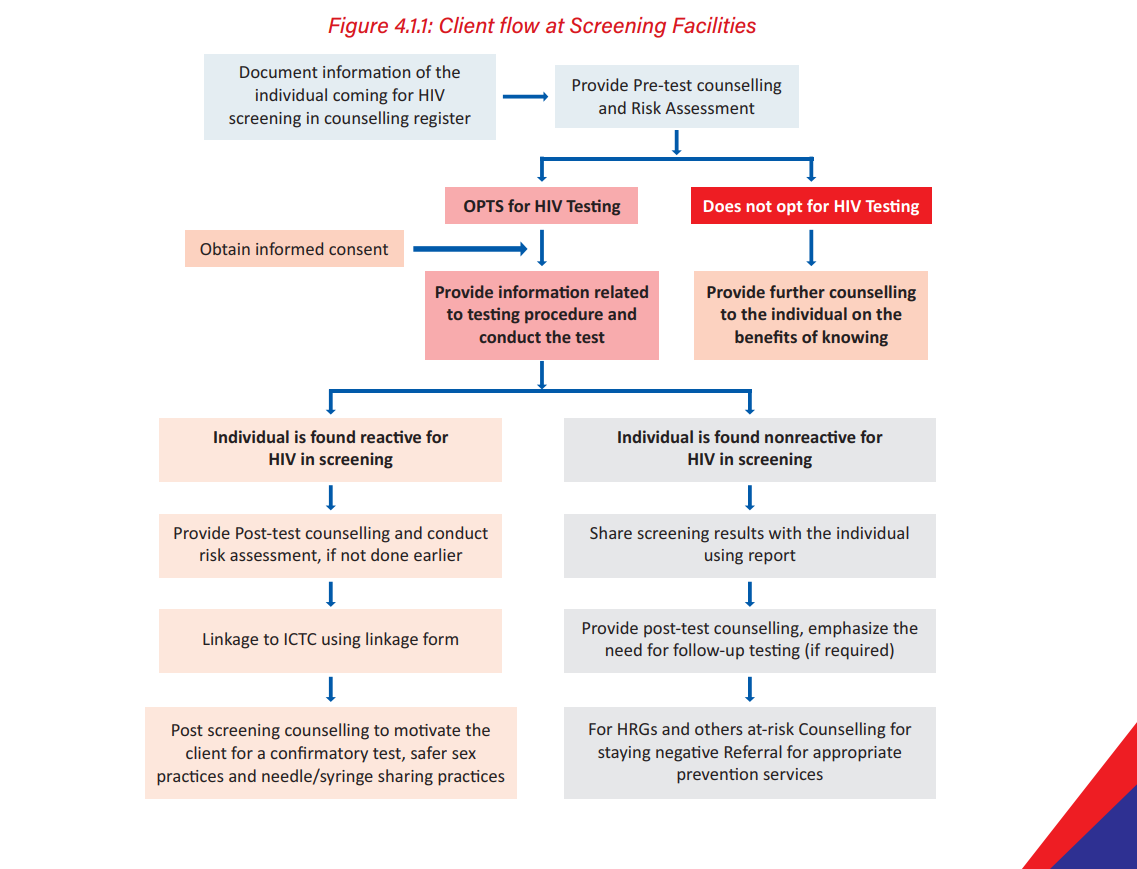 Figure 4.1.1: Client flow at Screening Facilities
Document information of the
individual coming for HIV
screening in counselling register
Provide Pre-test counselling
and Risk Assessment
OPTS for HIV Testing
Does not opt for HIV Testing
Obtain informed consent
Provide information related
to testing procedure and
conduct the test
Provide further counselling
to the individual on the
benefits of knowing
Individual is found reactive for
HIV in screening
Individual is found nonreactive for
HIV in screening
Provide Post-test counselling and conduct
risk assessment, if not done earlier
Share screening results with the individual
using report
Linkage to ICTC using linkage form
Provide post-test counselling, emphasize the
need for follow-up testing (if required)
Post screening counselling to motivate the
client for a confirmatory test, safer sex
practices and needle/syringe sharing practices
For HRGs and others at-risk Counselling for
staying negative Referral for appropriate
prevention services